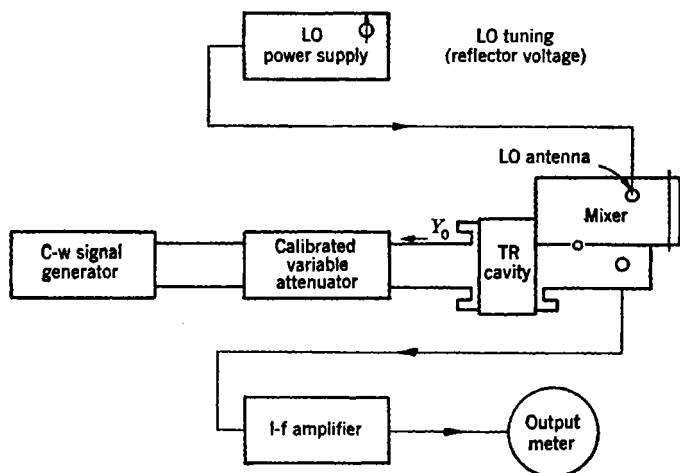 LO
power supply
LO tuning
(reflector voltage)
LO antenna
Mixer
Y0
TR
cavity
C-w signal
generator
Calibrated
variable
attenuator
I-f amplifier
Output
meter